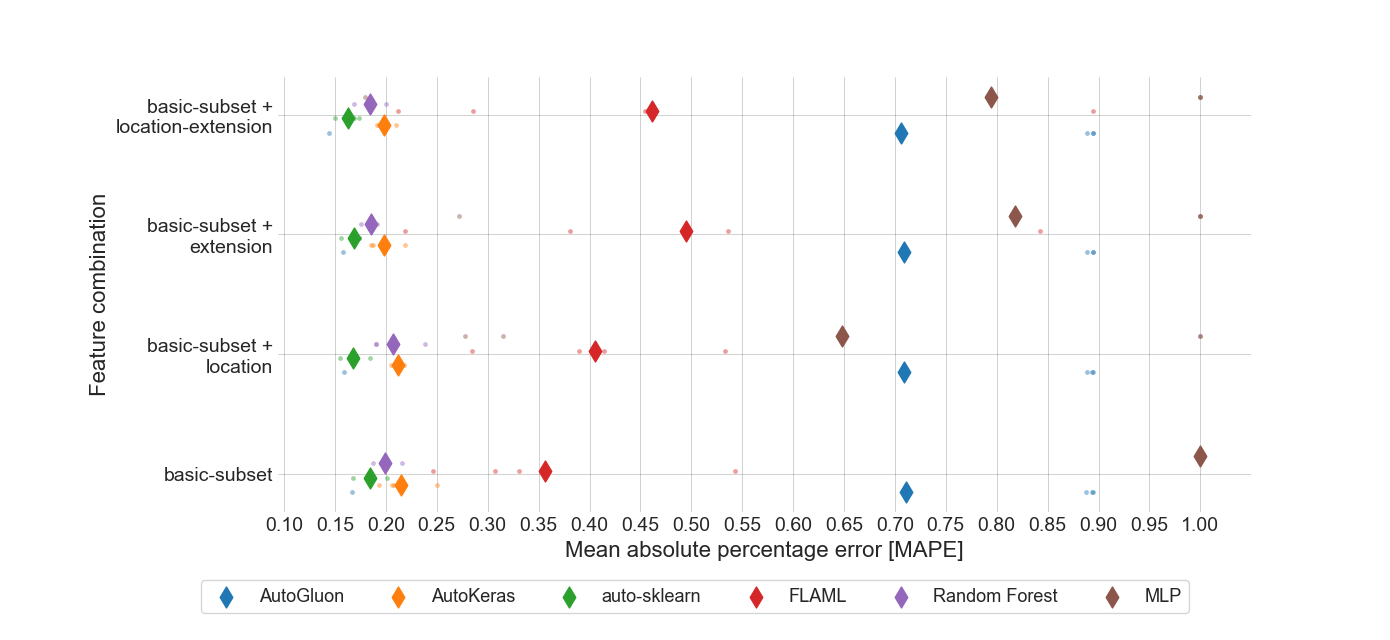 basic-subset +
location-extension
basic-subset +
extension
basic-subset +
location
basic-subset
Feature combination
0.10 0.15 0.20 0.25 0.30 0.35 0.40 0.45 0.50 0.55 0.60 0.65 0.70 0.75 0.80 0.85 0.90 0.95 1.00
Mean absolute percentage error [MAPE]
AutoGluon AutoKeras auto-sklearn FLAML Random Forest MLP